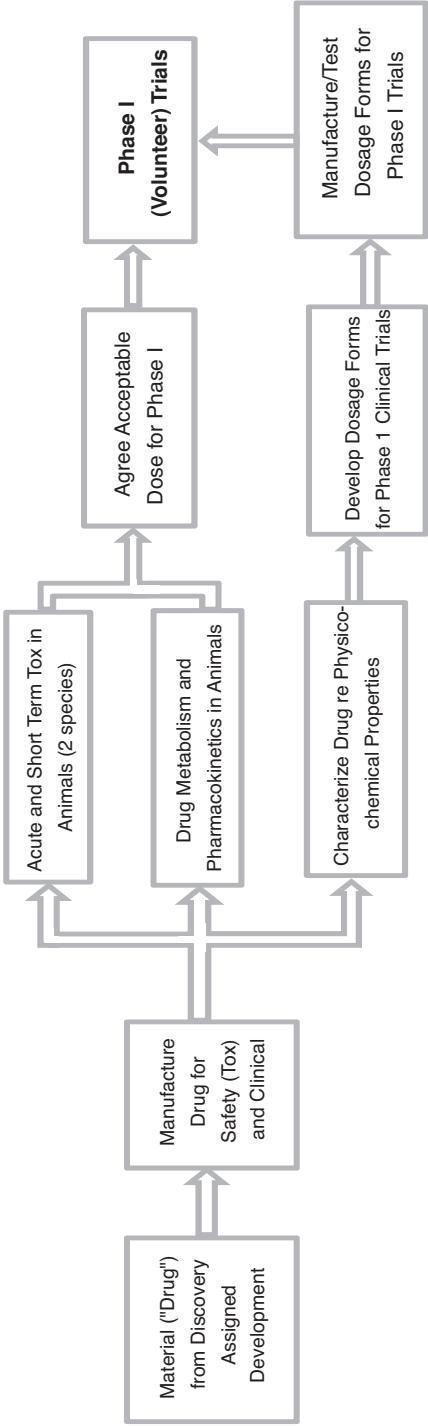 Material ("Drug")
from Discovery
Assigned
Development
Manufacture
Drug for
Safety (Tox)
and Clinical
Acute and Short Term Tox in
Animals (2 species)
Drug Metabolism and
Pharmacokinetics in Animals
Characterize Drug re Physico-
chemical Properties
Agree Acceptable
Dose for Phase I
Develop Dosage Forms
for Phase 1 Clinical Trials
Phase I
(Volunteer) Trials
Manufacture/Test
Dosage Forms for
Phase I Trials